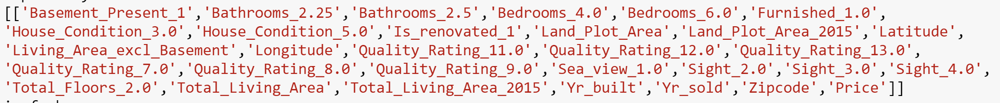 [['Basement_Present_1','Bathrooms_2.25','Bathrooms_2.5','Bedrooms_4.0','Bedrooms_6.0','Furnished_1.0',
'House_Condition_3.0','House_Condition_5.0','Is_renovated_1','Land_Plot_Area','Land_Plot_Area_2015','Latitude',
'Living_Area_excl_Basement','Longitude','Quality_Rating_11.0','Quality_Rating_12.0','Quality_Rating_13.0',
'Quality_Rating_7.0','Quality_Rating_8.0','Quality_Rating_9.0','Sea_view_1.0','Sight_2.0','Sight_3.0','Sight_4.0',
'Total_Floors_2.0','Total_Living_Area','Total_Living_Area_2015','Yr_built','Yr_sold','Zipcode','Price']]